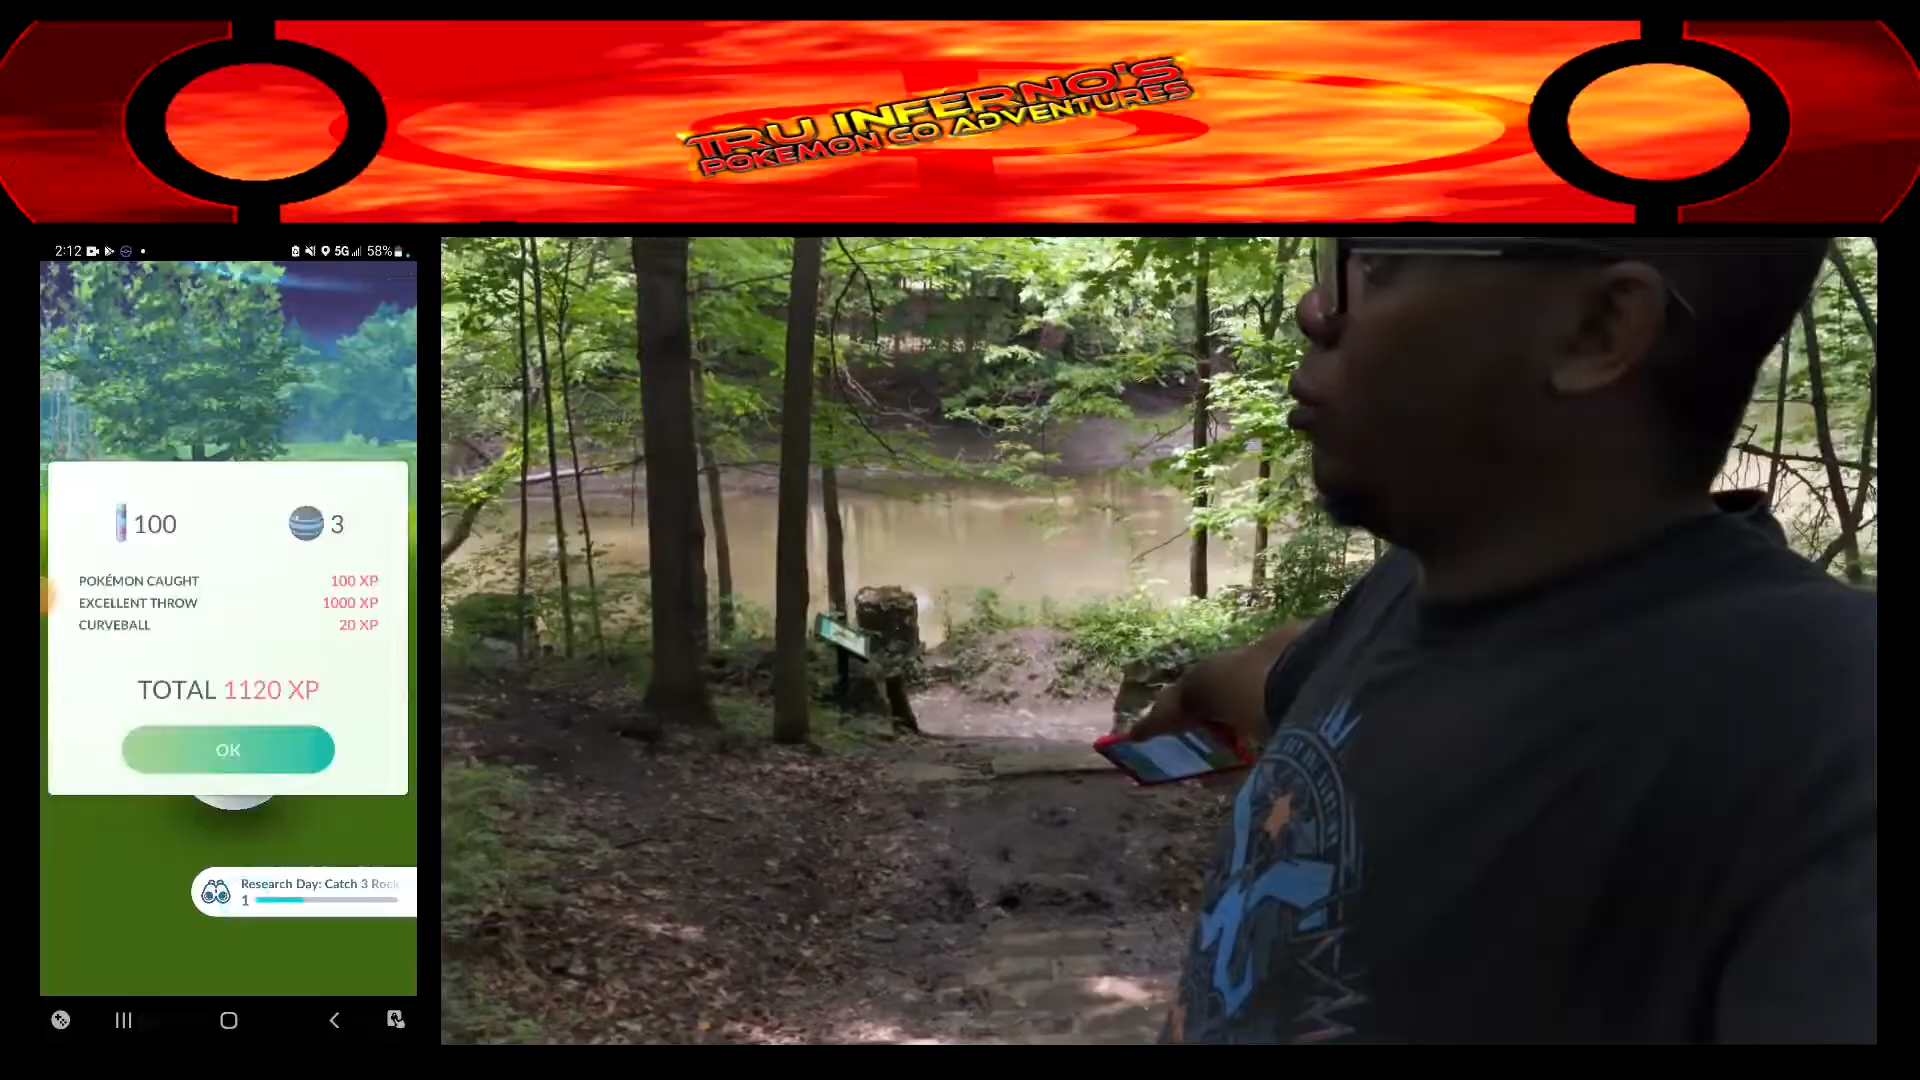 TRU INFERNO'S
POKEMON GO ADVENTURES
2:12
5G
58%
100
3
POKÉMON CAUGHT 100 XP
EXCELLENT THROW 1000 XP
CURVEBALL 20 XP
TOTAL 1120 XP
OK
Research Day: Catch 3 Rock
1